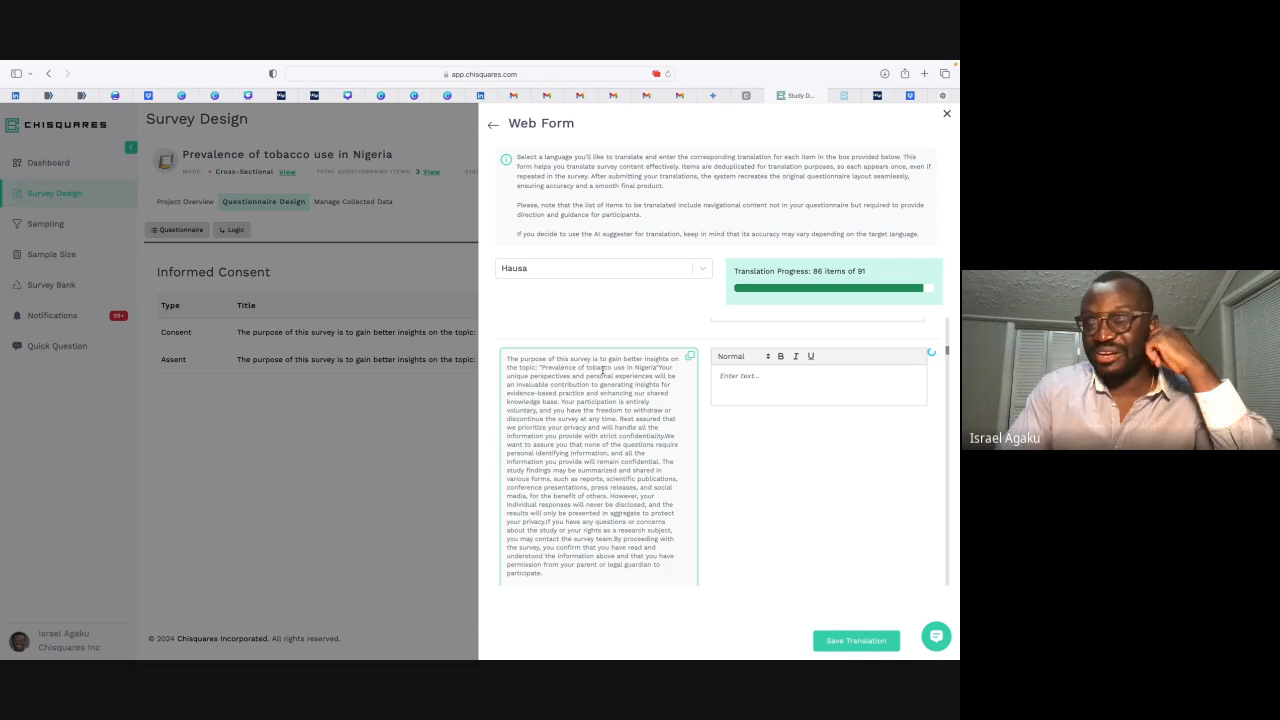 app.chisquares.com
Study D...
CHISQUARES
Dashboard
Survey Design
Sampling
Sample Size
Survey Bank
Notifications
99+
Quick Question
Israel Agaku
Chisquares Inc
Survey Design
Prevalence of tobacco use in Nigeria
Cross-Sectional View
TOTAL QUESTIONNAIRE ITEMS: 3 View
Project Overview
Questionnaire Design
Manage Collected Data
Questionnaire
Logic
Informed Consent
Type
Title
Consent
The purpose of this survey is to gain better insights on the topic:
Assent
The purpose of this survey is to gain better insights on the topic:
© 2024 Chisquares Incorporated. All rights reserved.
Web Form
Select a language you'll like to translate and enter the corresponding translation for each item in the box provided below. This
form helps you translate survey content effectively. Items are deduplicated for translation purposes, so each appears once, even if
repeated in the survey. After submitting your translations, the system recreates the original questionnaire layout seamlessly,
ensuring accuracy and a smooth final product.
Please, note that the list of items to be translated include navigational content not in your questionnaire but required to provide
direction and guidance for participants.
If you decide to use the AI suggester for translation, keep in mind that its accuracy may vary depending on the target language.
Hausa
Translation Progress: 86 items of 91
The purpose of this survey is to gain better insights on
the topic: "Prevalence of tobacco use in Nigeria"Your
unique perspectives and personal experiences will be
an invaluable contribution to generating insights for
evidence-based practice and enhancing our shared
knowledge base. Your participation is entirely
voluntary, and you have the freedom to withdraw or
discontinue the survey at any time. Rest assured that
we prioritize your privacy and will handle all the
information you provide with strict confidentiality.We
want to assure you that none of the questions require
personal identifying information, and all the
information you provide will remain confidential. The
study findings may be summarized and shared in
various forms, such as reports, scientific publications,
conference presentations, press releases, and social
media, for the benefit of others. However, your
individual responses will never be disclosed, and the
results will only be presented in aggregate to protect
your privacy.If you have any questions or concerns
about the study or your rights as a research subject,
you may contact the survey team.By proceeding with
the survey, you confirm that you have read and
understood the information above and that you have
permission from your parent or legal guardian to
participate.
Normal
B I U
Enter text...
Save Translation
Israel Agaku